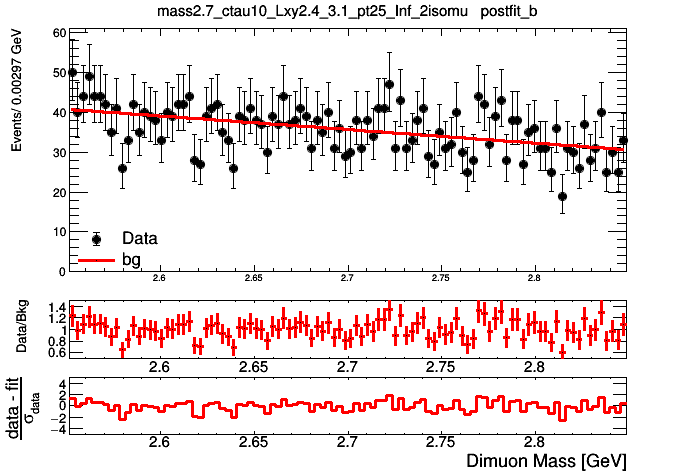 mass2.7_ctau10_Lxy2.4_3.1_pt25_Inf_2isomu postfit_b
Events/ 0.00297 GeV
60
50
40
30
20
10
0
Data
bg
2.6 2.65 2.7 2.75 2.8
Data/Bkg
1.4
1.2
1
0.8
0.6
2.6 2.65 2.7 2.75 2.8
data - fit
σdata
4
2
0
−2
−4
2.6 2.65 2.7 2.75 2.8
Dimuon Mass [GeV]